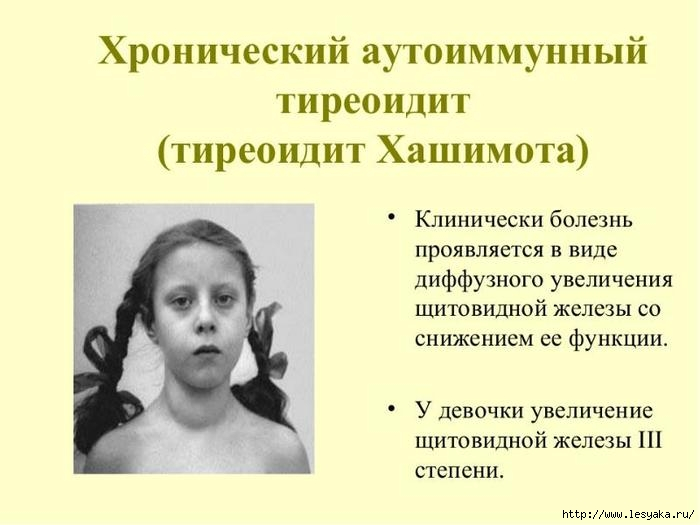 Хронический аутоиммунный
тиреоидит
(тиреоидит Хашимота)
• Клинически болезнь
проявляется в виде
диффузного увеличения
щитовидной железы со
снижением ее функции.
• У девочки увеличение
щитовидной железы III
степени.
http://www.lesyaka.ru/